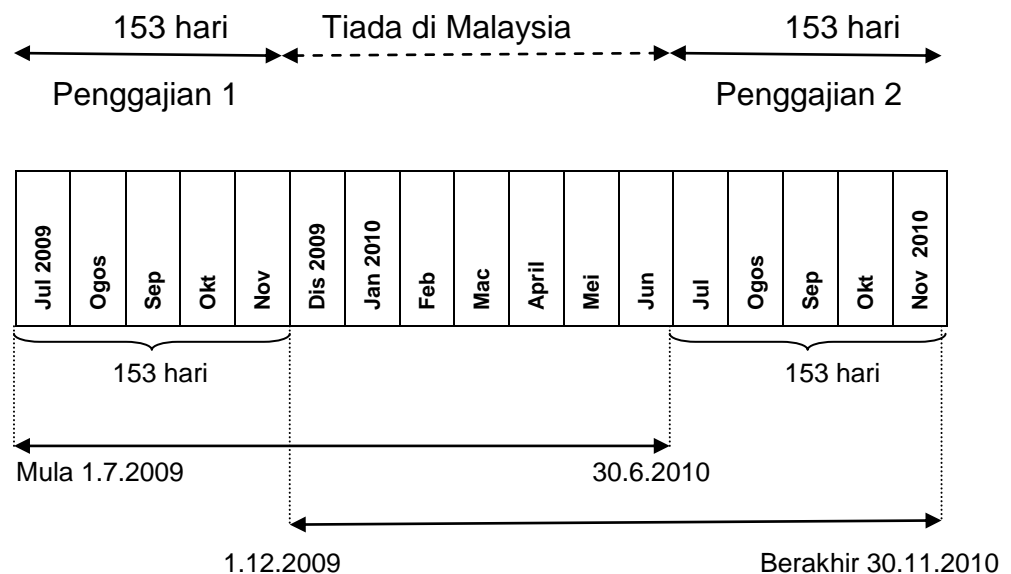 153 hari Tiada di Malaysia 153 hari
Penggajian 1 Penggajian 2
Jul 2009 Ogos Sep Okt Nov Dis 2009 Jan 2010 Feb Mac April Mei Jun Jul Ogos Sep Okt Nov 2010
153 hari 153 hari
Mula 1.7.2009 30.6.2010
1.12.2009 Berakhir 30.11.2010